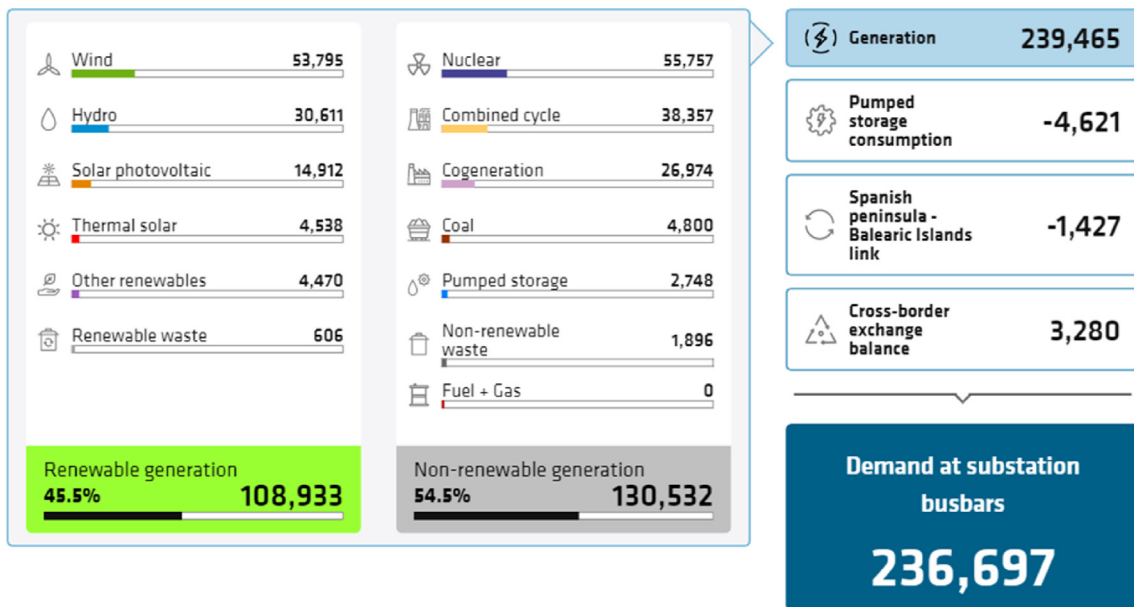 Wind 53,795
Hydro 30,611
Solar photovoltaic 14,912
Thermal solar 4,538
Other renewables 4,470
Renewable waste 606
Renewable generation
45.5% 108,933
Nuclear 55,757
Combined cycle 38,357
Cogeneration 26,974
Coal 4,800
Pumped storage 2,748
Non-renewable
waste 1,896
Fuel + Gas 0
Non-renewable generation
54.5% 130,532
Generation 239,465
Pumped
storage
consumption -4,621
Spanish
peninsula -
Balearic Islands
link -1,427
Cross-border
exchange
balance 3,280
Demand at substation
busbars
236,697